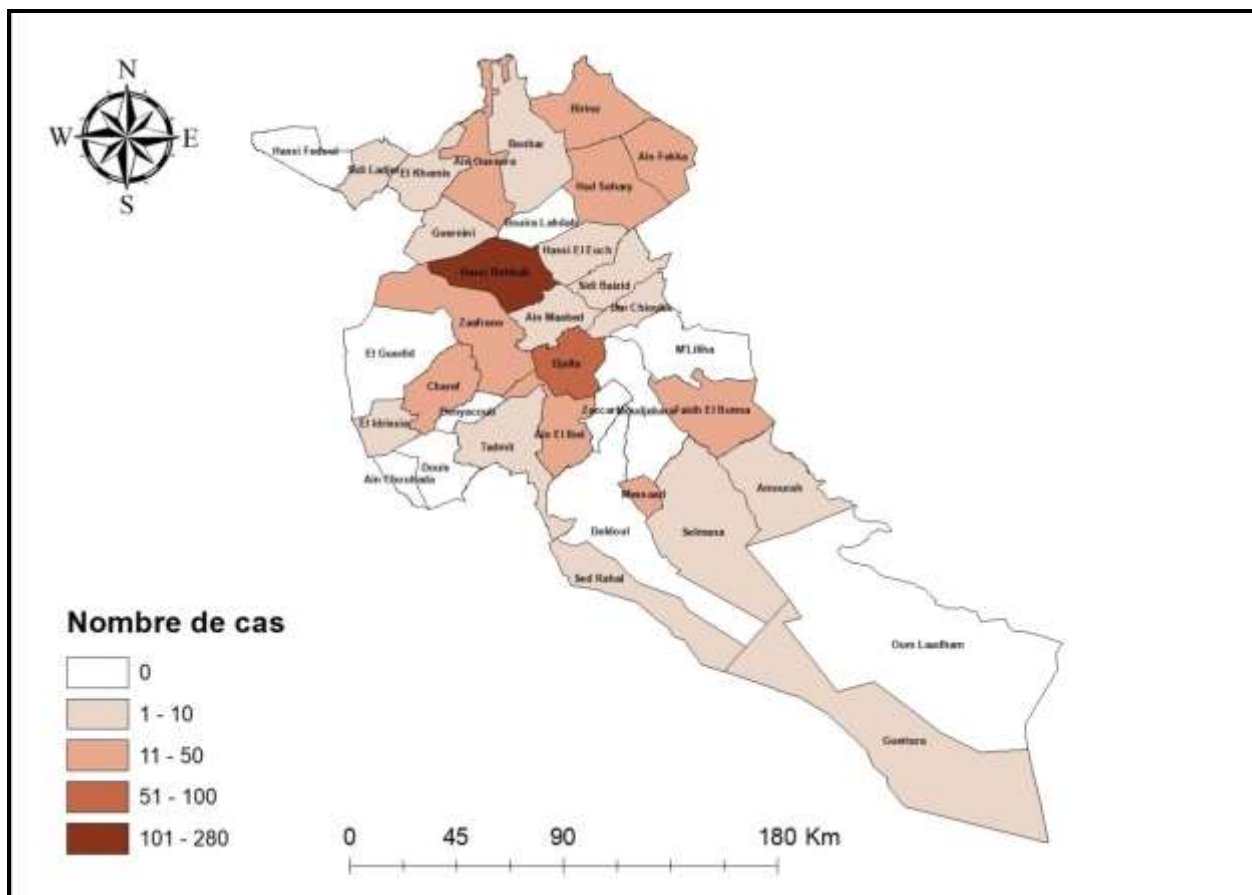 N
W
E
S
Birine
Benhar
Hassi Fedoul
Ain Oussera
Ain Fekka
Sidi Ladjel
El Khamis
Had Sahary
Bouira Lahdab
Guernini
Hassi El Euch
Hassi Bahbah
Sidi Baizid
Dar Chioukh
Ain Maabed
Zaafrane
El Guedid
M'Liliha
Djelfa
Charef
Zaccar
Moudjebara
Faidh El Botma
Benyacoub
El Idrissia
Ain El Ibel
Tadmit
Douis
Ain Chouhada
Amourah
Messaad
Deldoul
Selmana
Sed Rahal
Oum Laadham
Guettara
Nombre de cas
0
1 - 10
11 - 50
51 - 100
101 - 280
0 45 90 180 Km